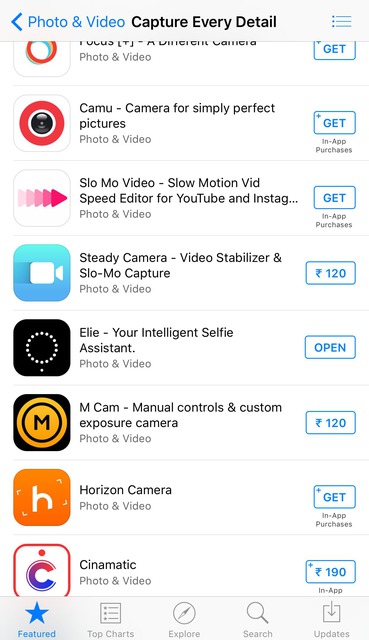 Photo & Video Capture Every Detail
Focus [+] - A Different Camera
Photo & Video
GET
Camu - Camera for simply perfect
pictures
Photo & Video
+ GET
In-App
Purchases
Slo Mo Video - Slow Motion Vid
Speed Editor for YouTube and Instag...
Photo & Video
+ GET
In-App
Purchases
Steady Camera - Video Stabilizer &
Slo-Mo Capture
Photo & Video
₹ 120
Elie - Your Intelligent Selfie
Assistant.
Photo & Video
OPEN
M
M Cam - Manual controls & custom
exposure camera
Photo & Video
₹ 120
h
Horizon Camera
Photo & Video
+ GET
In-App
Purchases
C
Cinamatic
Photo & Video
+ ₹ 190
In-App
Featured
Top Charts
Explore
Search
Updates